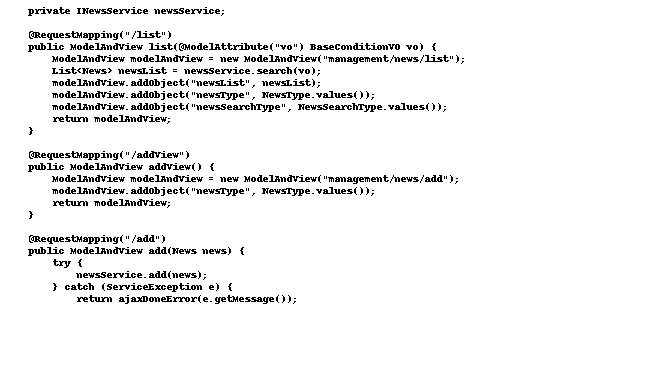 private INewsService newsService;
@RequestMapping("/list")
public ModelAndView list(@ModelAttribute("vo") BaseConditionVO vo) {
ModelAndView modelAndView = new ModelAndView("management/news/list");
List<News> newsList = newsService.search(vo);
modelAndView.addObject("newsList", newsList);
modelAndView.addObject("newsType", NewsType.values());
modelAndView.addObject("newsSearchType", NewsSearchType.values());
return modelAndView;
}
@RequestMapping("/addView")
public ModelAndView addView() {
ModelAndView modelAndView = new ModelAndView("management/news/add");
modelAndView.addObject("newsType", NewsType.values());
return modelAndView;
}
@RequestMapping("/add")
public ModelAndView add(News news) {
try {
newsService.add(news);
} catch (ServiceException e) {
return ajaxDoneError(e.getMessage());